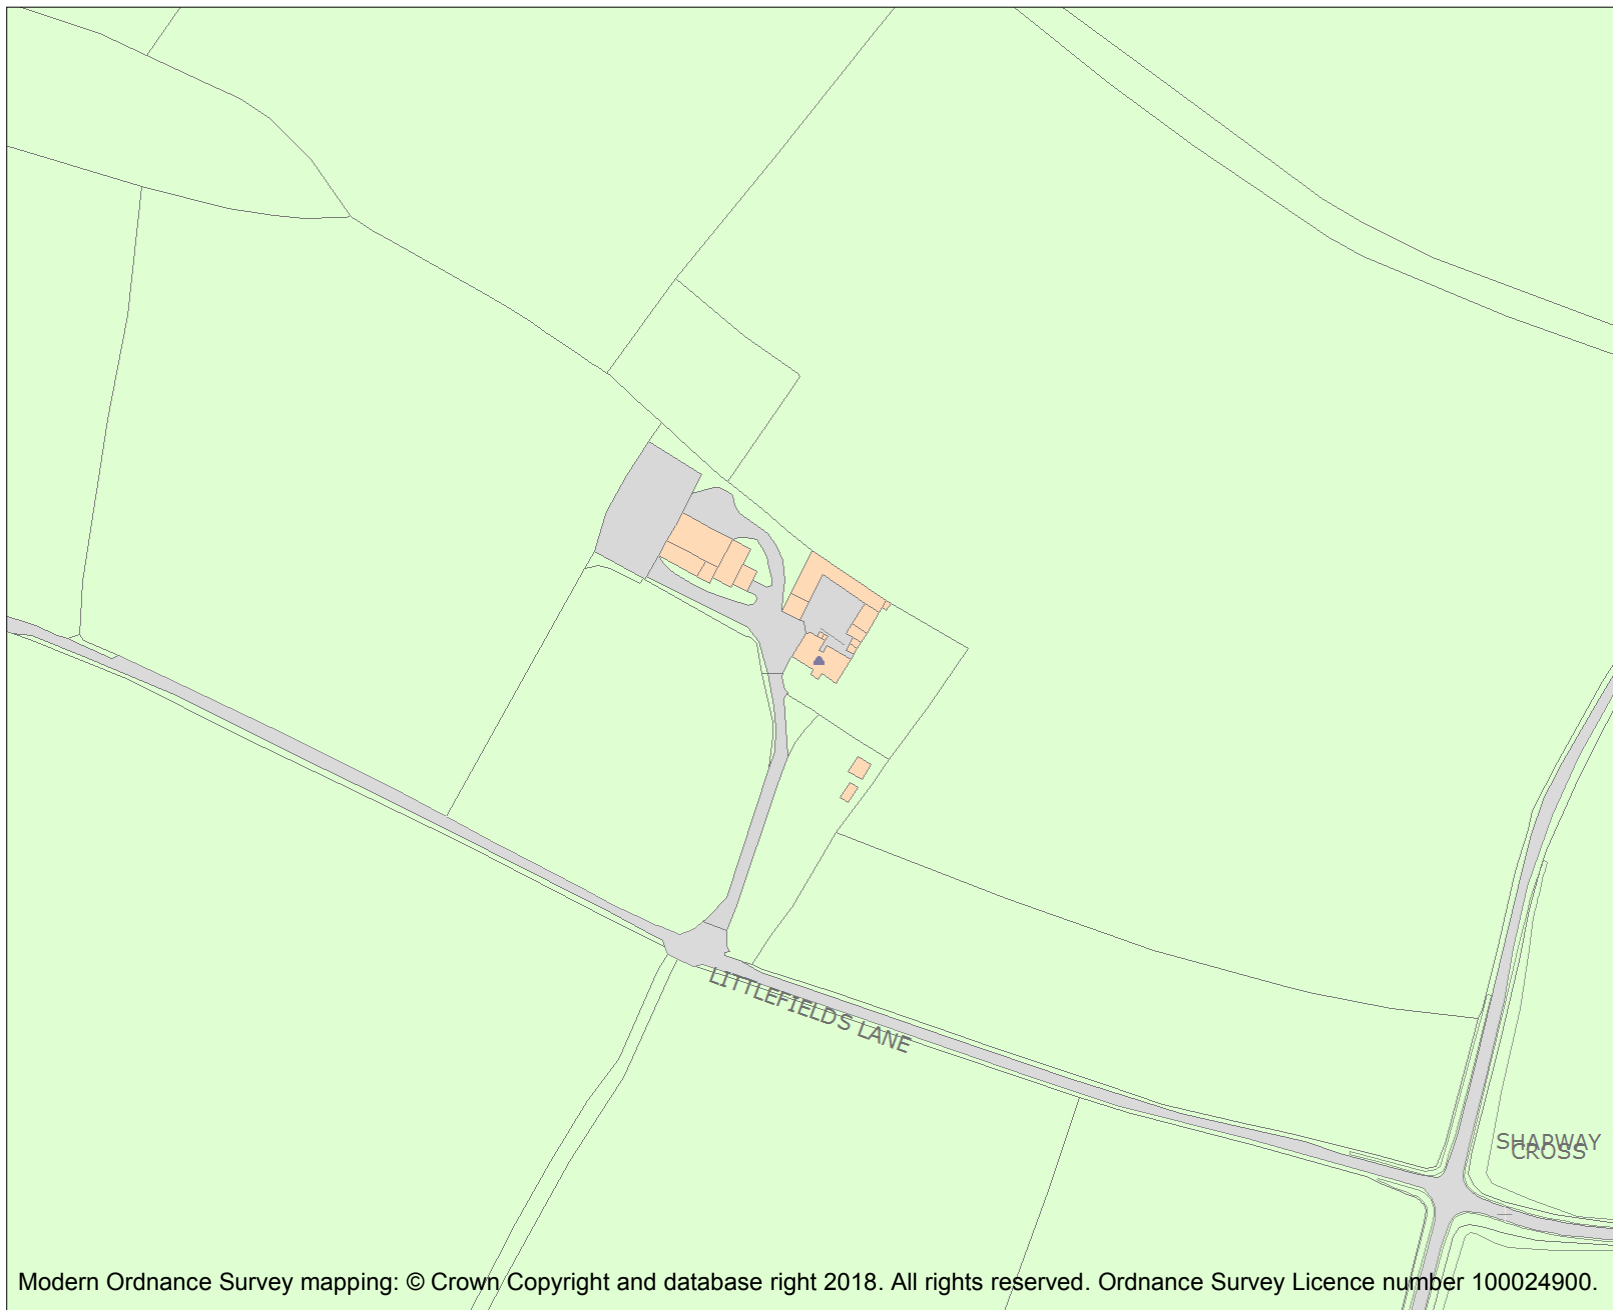 LITTLEFIELDS LANE
SHAPWAY
CROSS
Modern Ordnance Survey mapping: © Crown Copyright and database right 2018. All rights reserved. Ordnance Survey Licence number 100024900.